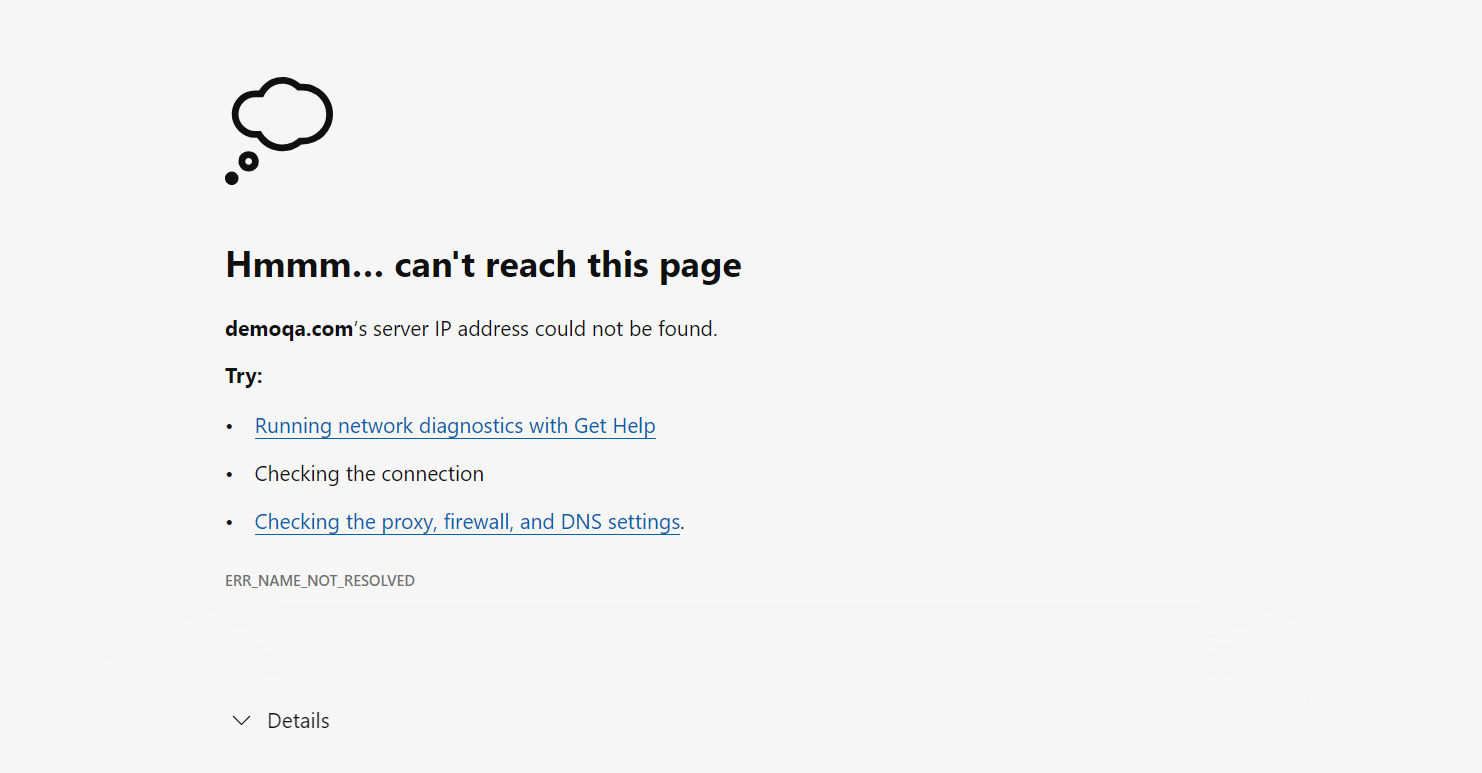 Hmmm... can't reach this page
demoqa.com’s server IP address could not be found.
Try:
• Running network diagnostics with Get Help
• Checking the connection
• Checking the proxy, firewall, and DNS settings.
ERR_NAME_NOT_RESOLVED
Details